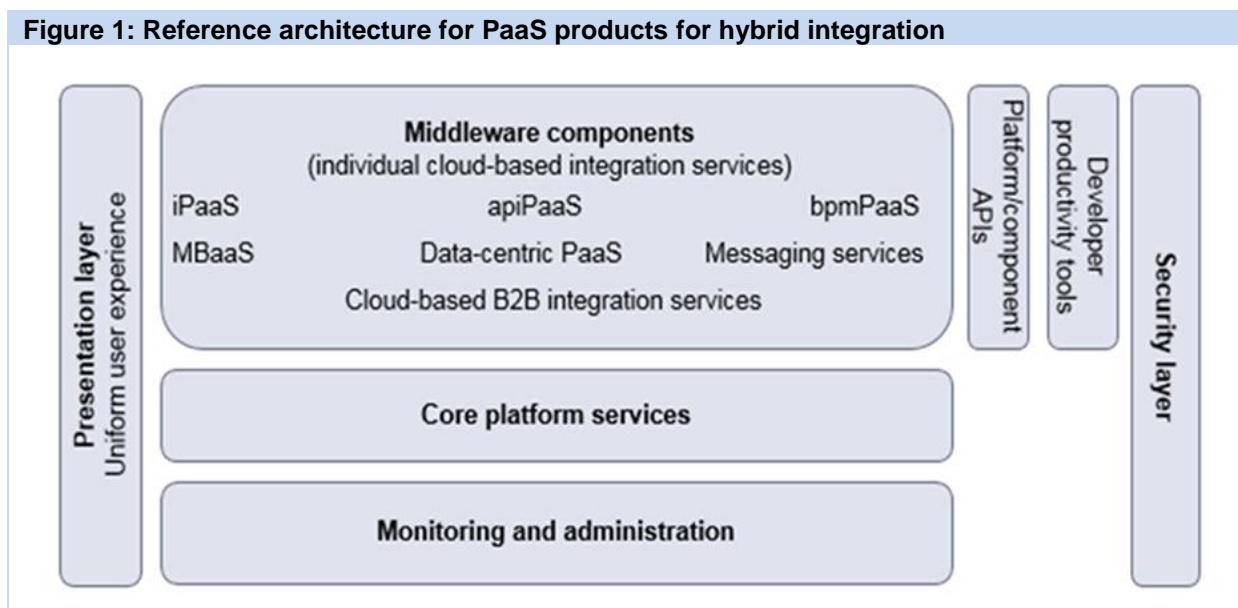 Figure 1: Reference architecture for PaaS products for hybrid integration
Presentation layer
Uniform user experience
Middleware components
(individual cloud-based integration services)
iPaaS apiPaaS bpmPaaS
MBaaS Data-centric PaaS Messaging services
Cloud-based B2B integration services
Core platform services
Monitoring and administration
Platform/component
APIs
Developer
productivity tools
Security layer